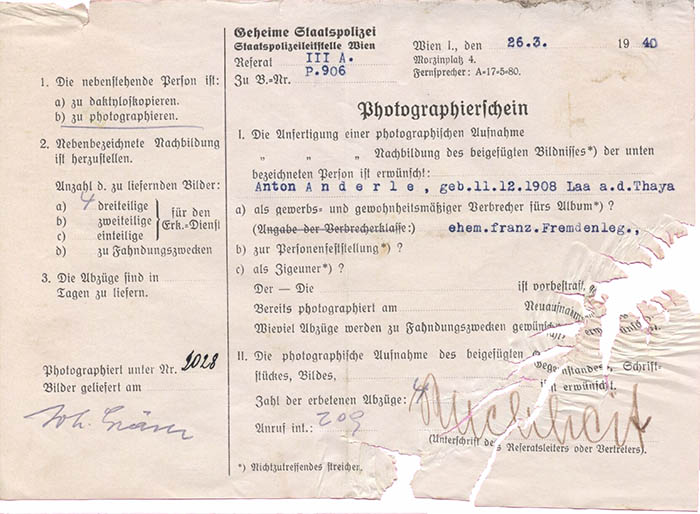 1. Die nebenstehende Person ist:
a) zu daktyloskopieren.
b) zu photographieren.
2. Nebenbezeichnete Nachbildung
ist herzustellen.
Anzahl d. zu liefernden Bilder:
a) 4 dreiteilige
b) zweiteilige
c) einteilige
für den
Erk.-Dienst
d) zu Fahndungszwecken
3. Die Abzüge sind in
Tagen zu liefern.
Photographiert unter Nr. 2028
Bilder geliefert am
Geheime Staatspolizei
Staatspolizeileitstelle Wien
Referat III A.
Zu B.-Nr. P.906
Wien I., den 26.3. 1940
Morzinplatz 4.
Fernsprecher: A-17-5-80.
Photographierschein
I. Die Anfertigung einer photographischen Aufnahme
„ „ „ Nachbildung des beigefügten Bildnisses*) der unten
bezeichneten Person ist erwünscht:
Anton Anderle, geb.11.12.1908 Laa a.d.Thaya
a) als gewerbs- und gewohnheitsmäßiger Verbrecher fürs Album*) ?
(Angabe der Verbrecherklasse:) ehem.franz.Fremdenleg.,
b) zur Personenfeststellung*) ?
c) als Zigeuner*) ?
Der — Die ist vorbestraft,
Bereits photographiert am
Wieviel Abzüge werden zu Fahndungszwecken
II. Die photographische Aufnahme des beigefügten Gegenstandes, Schrift-
stückes, Bildes, ist erwünscht.
Zahl der erbetenen Abzüge: 4
Anruf int.: 209
(Unterschrift des Referatsleiters oder Vertreters).
*) Nichtzutreffendes streichen.